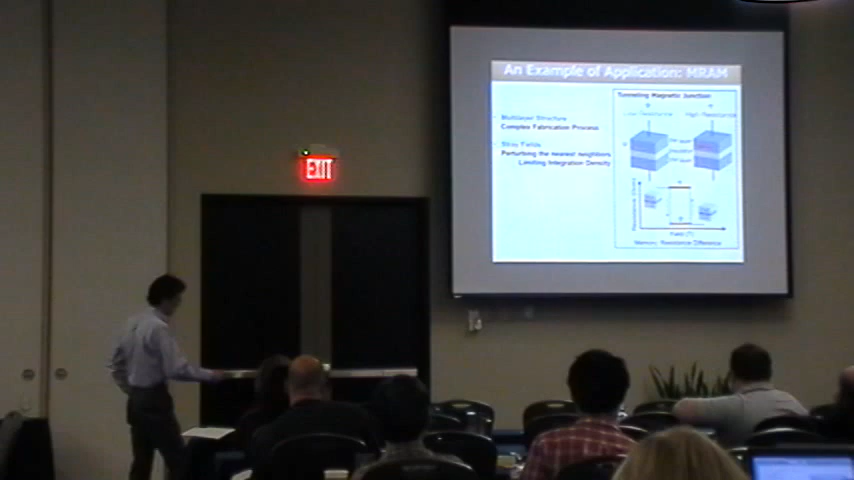 An Example of Application: MRAM
Tunneling Magnetic Junction
Low Resistance High Resistance
Multilayer Structure
Complex Fabrication Process
Stray Fields
Perturbing the nearest neighbors
Limiting Integration Density
Field (T)
Memory: Resistance Difference
EXIT